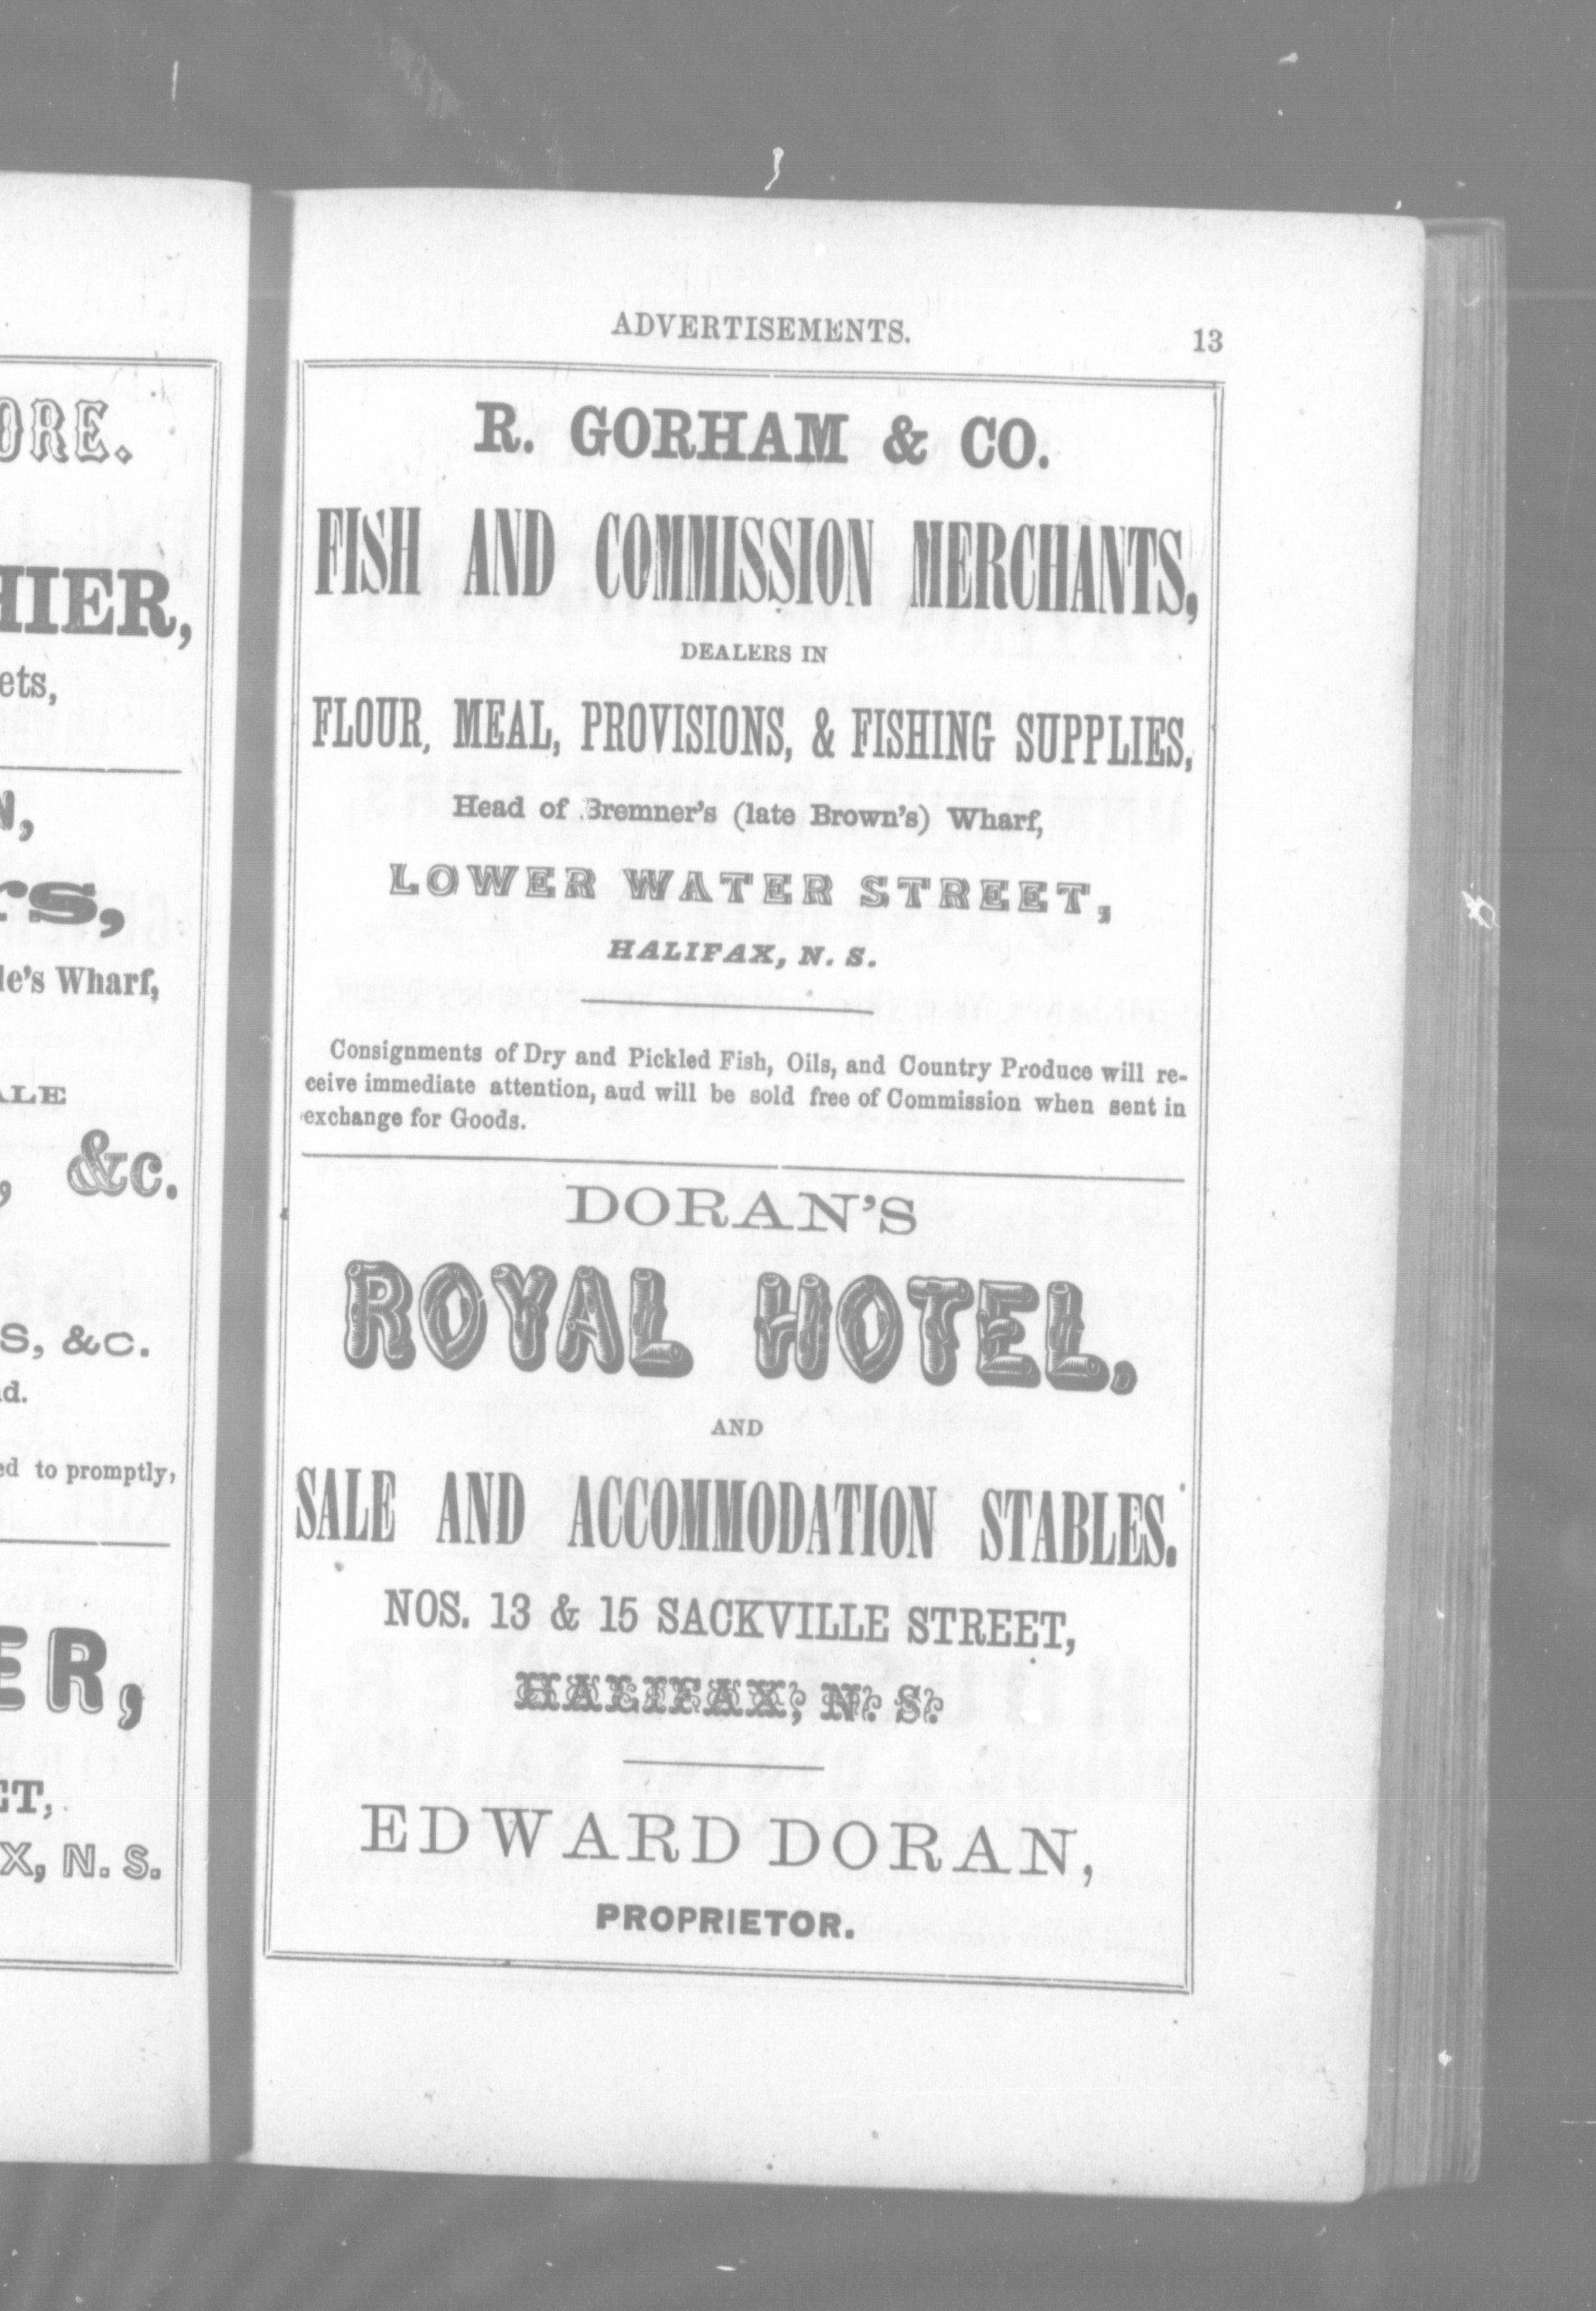 ORE.
HIER,
ets,
N,
rs,
le's Wharf,
ALE
, &c.
S, &C.
d.
ed to promptly,
ER,
ET,
X, N. S.
ADVERTISEMENTS. 13
R. GORHAM & CO.
FISH AND COMMISSION MERCHANTS,
DEALERS IN
FLOUR, MEAL, PROVISIONS, & FISHING SUPPLIES,
Head of Bremner's (late Brown's) Wharf,
LOWER WATER STREET,
HALIFAX, N. S.
Consignments of Dry and Pickled Fish, Oils, and Country Produce will re-
ceive immediate attention, aud will be sold free of Commission when sent in
exchange for Goods.
DORAN'S
ROYAL HOTEL,
AND
SALE AND ACCOMMODATION STABLES.
NOS. 13 & 15 SACKVILLE STREET,
HALIFAX, N. S.
EDWARD DORAN,
PROPRIETOR.